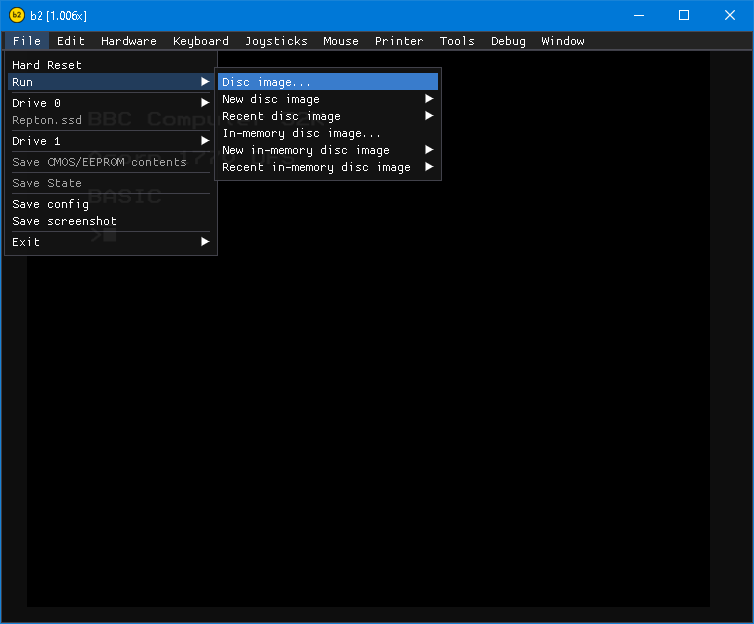 b2 [1.006x]
File Edit Hardware Keyboard Joysticks Mouse Printer Tools Debug Window
Hard Reset
Run
Drive 0
Repton.ssd
Drive 1
Save CMOS/EEPROM contents
Save State
Save config
Save screenshot
Exit
Disc image...
New disc image
Recent disc image
In-memory disc image...
New in-memory disc image
Recent in-memory disc image
BBC Computer
BASIC
>